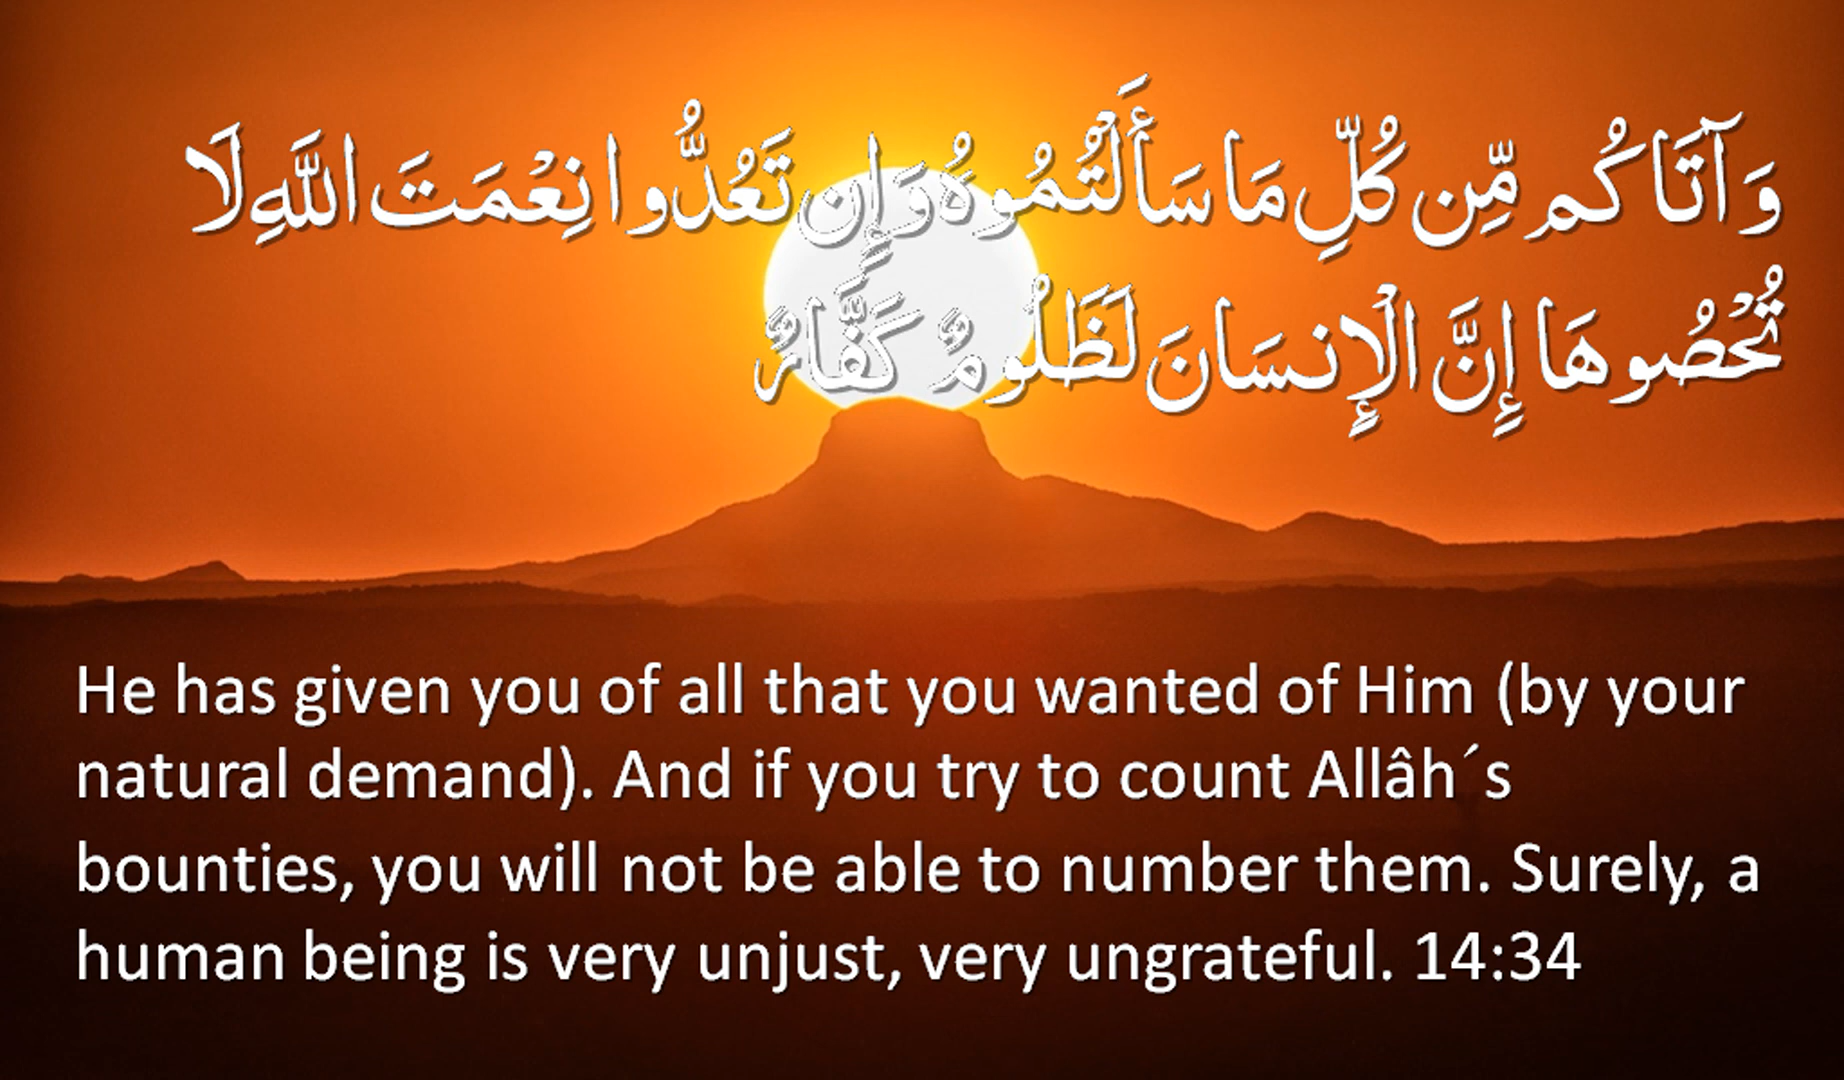 وَآتَاكُم مِّن كُلِّ مَا سَأَلْتُمُوهُ وَإِن تَعُدُّوا نِعْمَتَ اللَّهِ لَا
تُحْصُوهَا إِنَّ الْإِنسَانَ لَظَلُومٌ كَفَّارٌ
He has given you of all that you wanted of Him (by your
natural demand). And if you try to count Allâh´s
bounties, you will not be able to number them. Surely, a
human being is very unjust, very ungrateful. 14:34